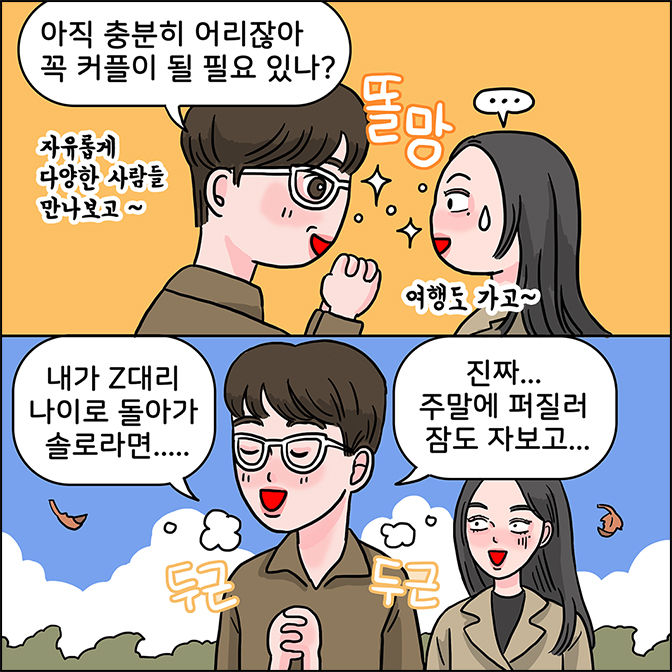 아직 충분히 어리잖아
꼭 커플이 될 필요 있나?
똘망
...
자유롭게
다양한 사람들
만나보고 ~
여행도 가고~
내가 Z대리
나이로 돌아가
솔로라면.....
진짜...
주말에 퍼질러
잠도 자보고...
두근
두근